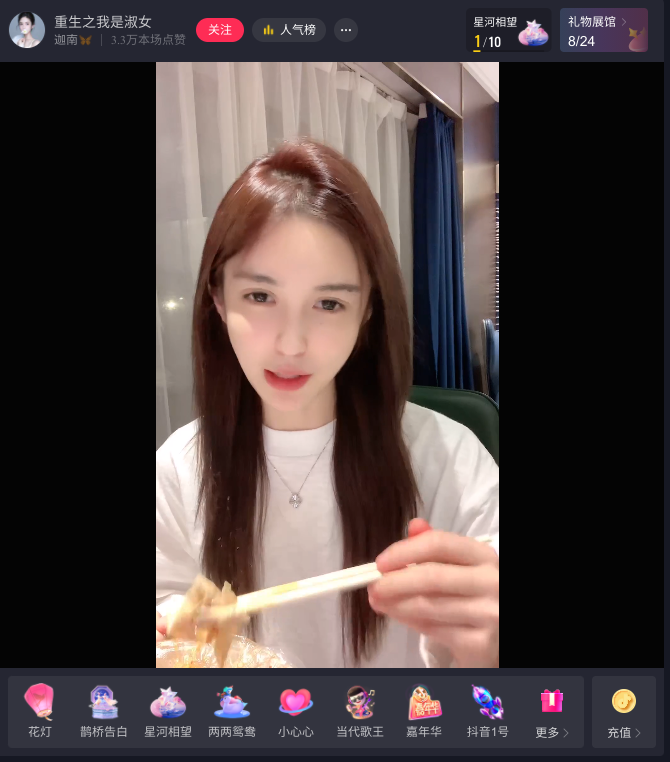 重生之我是淑女
迦南 | 3.3万本场点赞
关注
人气榜
星河相望
1/10
礼物展馆
8/24
花灯
鹊桥告白
星河相望
两两鸳鸯
小心心
当代歌王
嘉年华
嘉年华
抖音1号
更多
充值